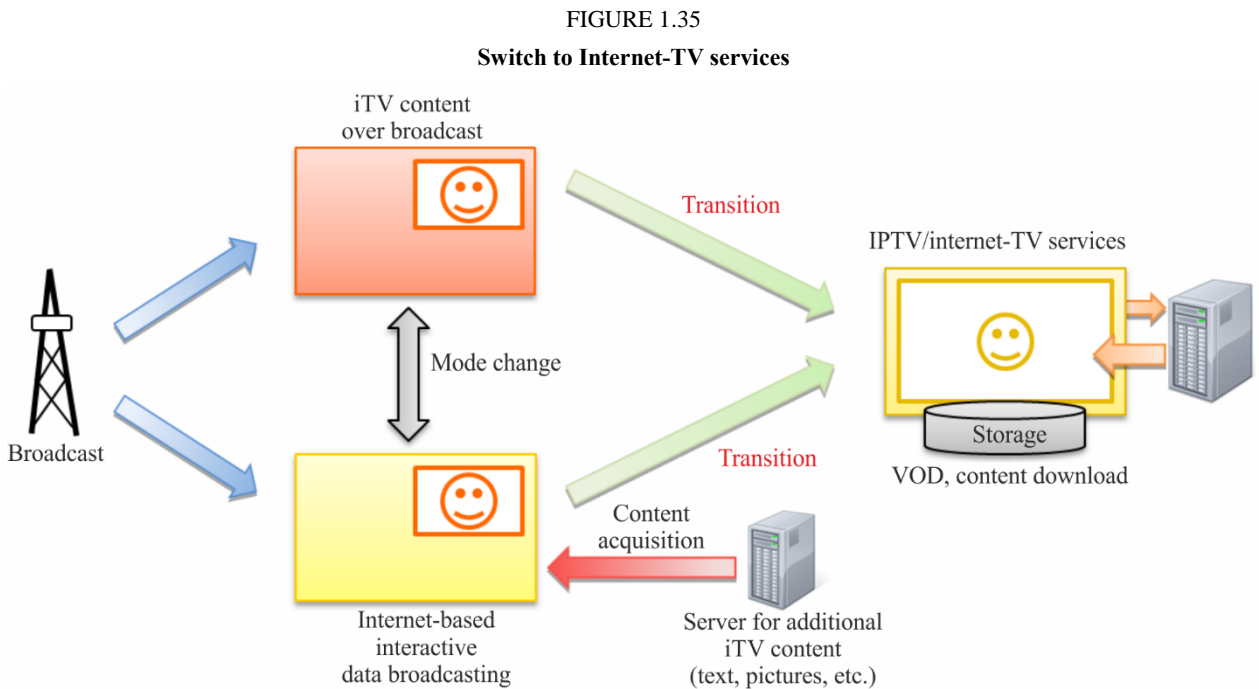 FIGURE 1.35
Switch to Internet-TV services
iTV content
over broadcast
Transition
IPTV/internet-TV services
Mode change
Broadcast
Storage
Transition
VOD, content download
Content
acquisition
Internet-based
interactive
data broadcasting
Server for additional
iTV content
(text, pictures, etc.)